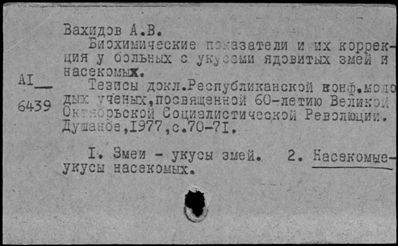 Вахидов А.В.
Биохимические показатели и их коррек-
ция у больных с укусами ядовитых змей и
насекомых.
АI
Тезисы докл.Республиканской конф.моло-
6439
дых ученых,посвященной 60-летию Великой
Октябрьской Социалистической Революции.
Душанбе,1977,с.70-71.
I. Змеи - укусы змей. 2. Насекомые-
укусы насекомых.